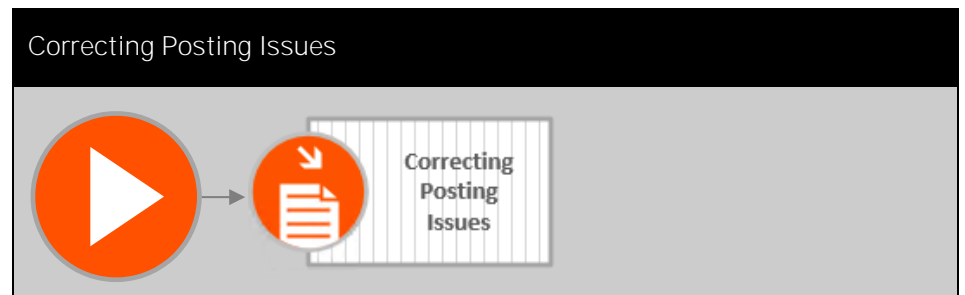 Correcting Posting Issues
Correcting
Posting
Issues